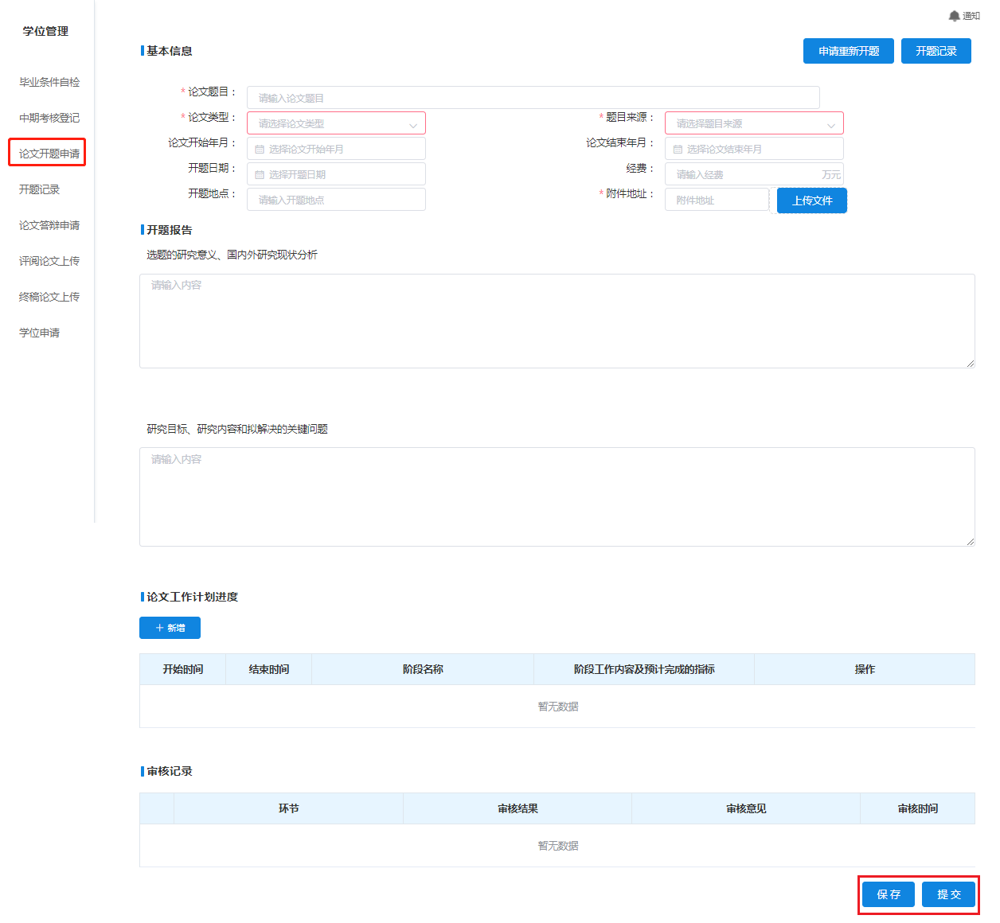 学位管理
通知
毕业条件自检
中期考核登记
论文开题申请
开题记录
论文答辩申请
评阅论文上传
终稿论文上传
学位申请
基本信息
申请重新开题 开题记录
* 论文题目： 请输入论文题目
* 论文类型： 请选择论文类型 * 题目来源： 请选择题目来源
论文开始年月： 选择论文开始年月 论文结束年月： 选择论文结束年月
开题日期： 选择开题日期 经费： 请输入经费 万元
开题地点： 请输入开题地点 * 附件地址： 附件地址 上传文件
开题报告
选题的研究意义、国内外研究现状分析
请输入内容
研究目标、研究内容和拟解决的关键问题
请输入内容
论文工作计划进度
+ 新增
开始时间 结束时间 阶段名称 阶段工作内容及预计完成的指标 操作
暂无数据
审核记录
环节 审核结果 审核意见 审核时间
暂无数据
保 存 提 交